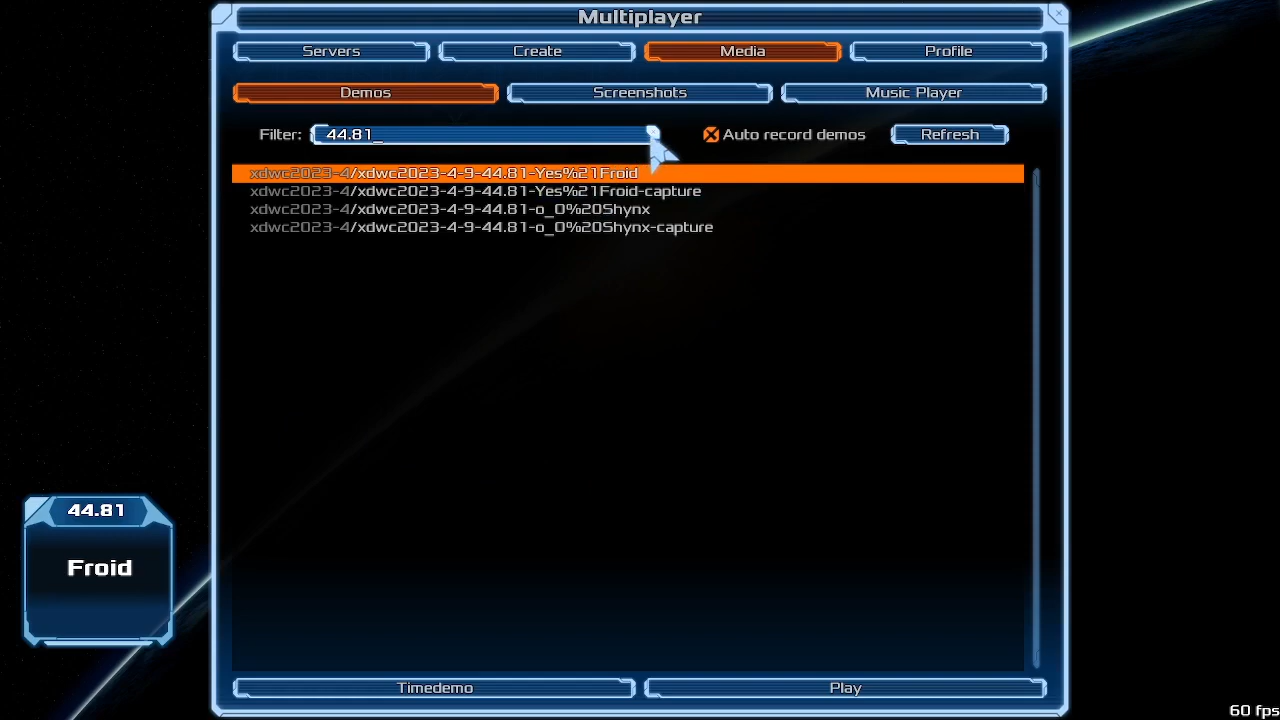 Multiplayer
Servers Create Media Profile
Demos Screenshots Music Player
Filter: 44.81_ Auto record demos Refresh
xdwc2023-4/xdwc2023-4-9-44.81-Yes%21Froid
xdwc2023-4/xdwc2023-4-9-44.81-Yes%21Froid-capture
xdwc2023-4/xdwc2023-4-9-44.81-o_0%20Shynx
xdwc2023-4/xdwc2023-4-9-44.81-o_0%20Shynx-capture
44.81
Froid
Timedemo Play
60 fps